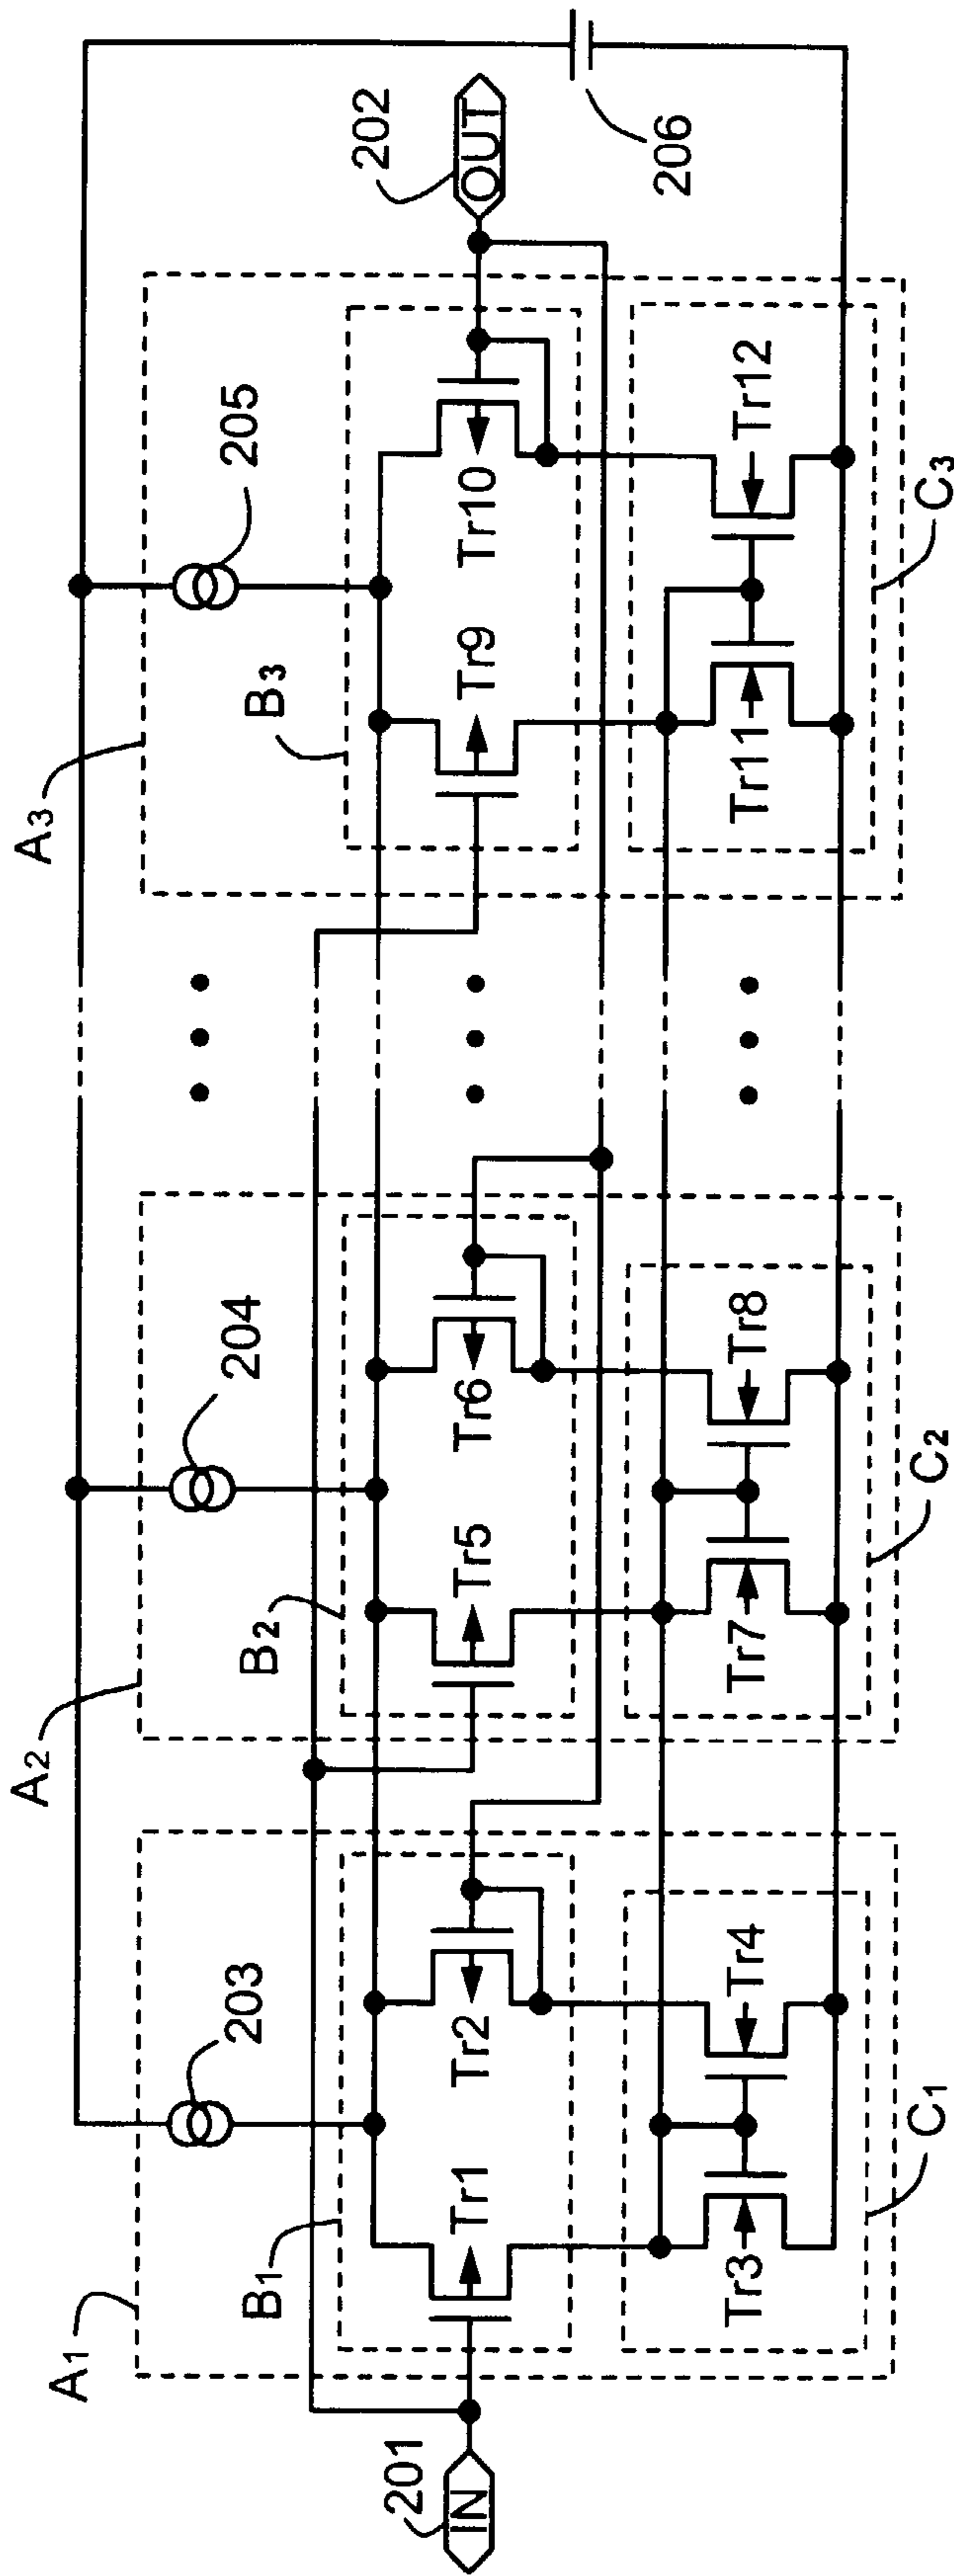 A1
A2
A3
203
204
205
202
OUT
206
B1
B2
B3
Tr1
Tr2
Tr5
Tr6
Tr9
Tr10
201
IN
Tr3
Tr4
Tr7
Tr8
Tr11
Tr12
C1
C2
C3